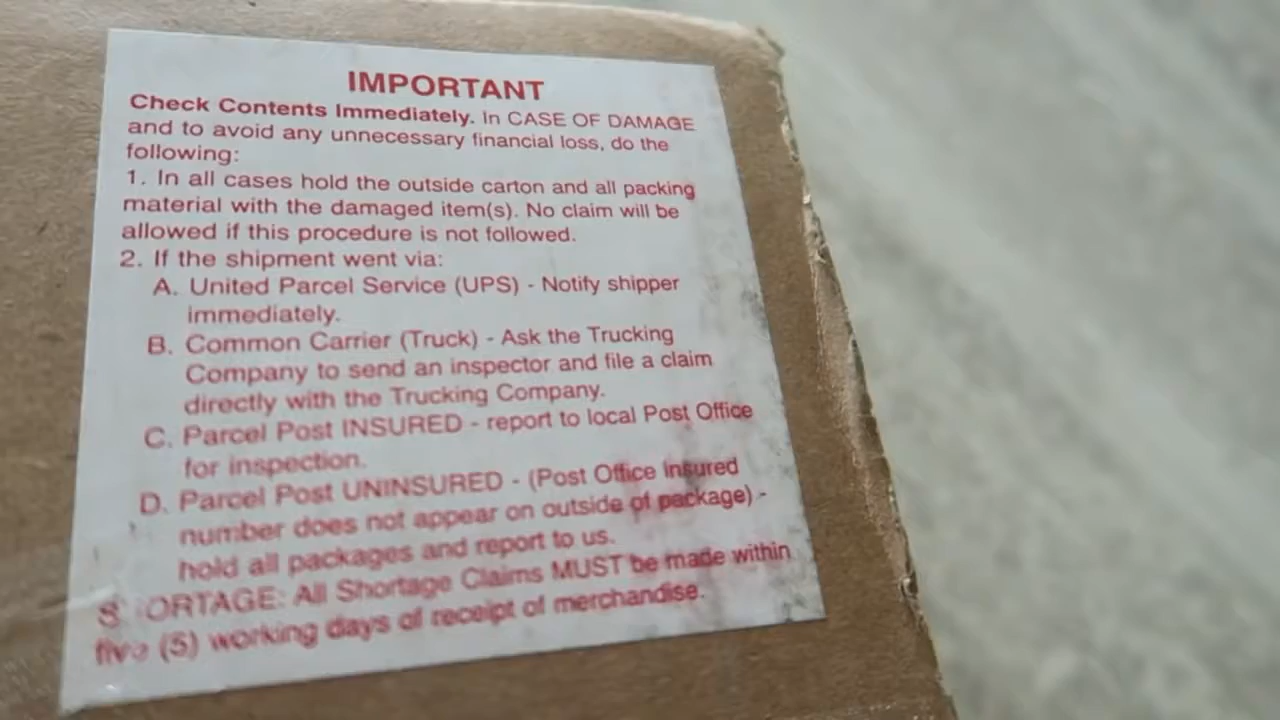 IMPORTANT
Check Contents Immediately. In CASE OF DAMAGE
and to avoid any unnecessary financial loss, do the
following:
1. In all cases hold the outside carton and all packing
material with the damaged item(s). No claim will be
allowed if this procedure is not followed.
2. If the shipment went via:
A. United Parcel Service (UPS) - Notify shipper
immediately.
B. Common Carrier (Truck) - Ask the Trucking
Company to send an inspector and file a claim
directly with the Trucking Company.
C. Parcel Post INSURED - report to local Post Office
for inspection.
D. Parcel Post UNINSURED - (Post Office insured
number does not appear on outside of package) -
hold all packages and report to us.
SHORTAGE: All Shortage Claims MUST be made within
five (5) working days of receipt of merchandise.